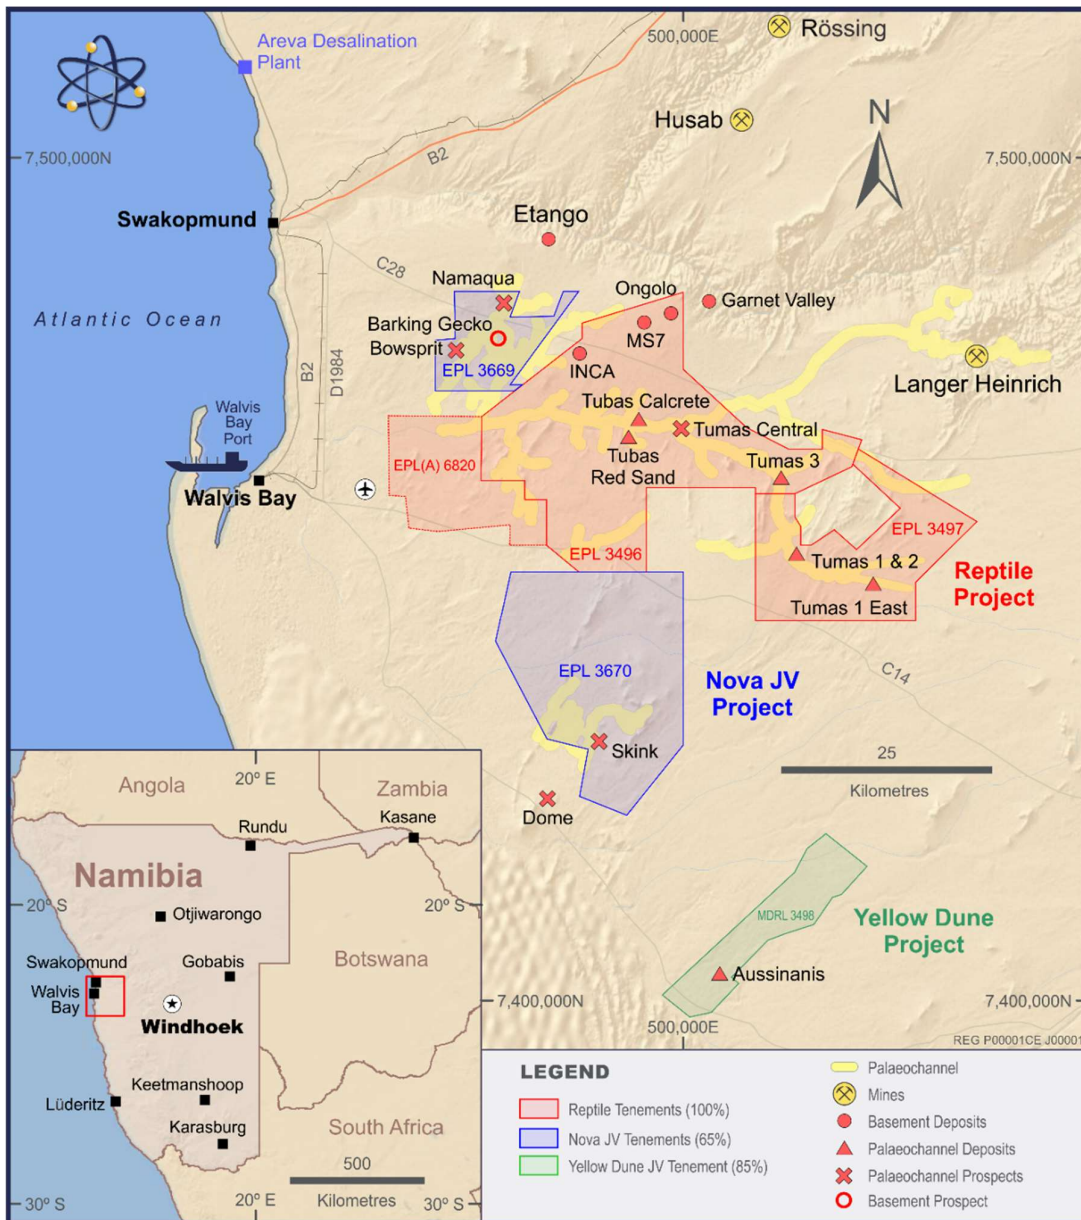 Areva Desalination
Plant
500,000E
Rössing
Husab
N
B2
7,500,000N
7,500,000N
Swakopmund
Etango
C28
Namaqua
Ongolo
Garnet Valley
Atlantic Ocean
Barking Gecko
Bowsprit
MS7
B2
D1984
EPL 3669
INCA
Langer Heinrich
Tubas Calcrete
Walvis
Bay
Port
Tumas Central
Tubas
Red Sand
Tumas 3
EPL(A) 6820
Walvis Bay
EPL 3497
EPL 3496
Tumas 1 & 2
Reptile
Project
Tumas 1 East
EPL 3670
C14
Nova JV
Project
Skink
25
Kilometres
Dome
MDRL 3498
Yellow Dune
Project
Aussinanis
7,400,000N
7,400,000N
500,000E
REG P00001CE J00001
20° E
Angola
Zambia
Kasane
Rundu
Namibia
20° S
20° S
Otjiwarongo
Swakopmund
Gobabis
Botswana
Walvis
Bay
Windhoek
Keetmanshoop
Lüderitz
Karasburg
South Africa
500
Kilometres
30° S
20° E
30° S
LEGEND
Reptile Tenements (100%)
Nova JV Tenements (65%)
Yellow Dune JV Tenement (85%)
Palaeochannel
Mines
Basement Deposits
Palaeochannel Deposits
Palaeochannel Prospects
Basement Prospect